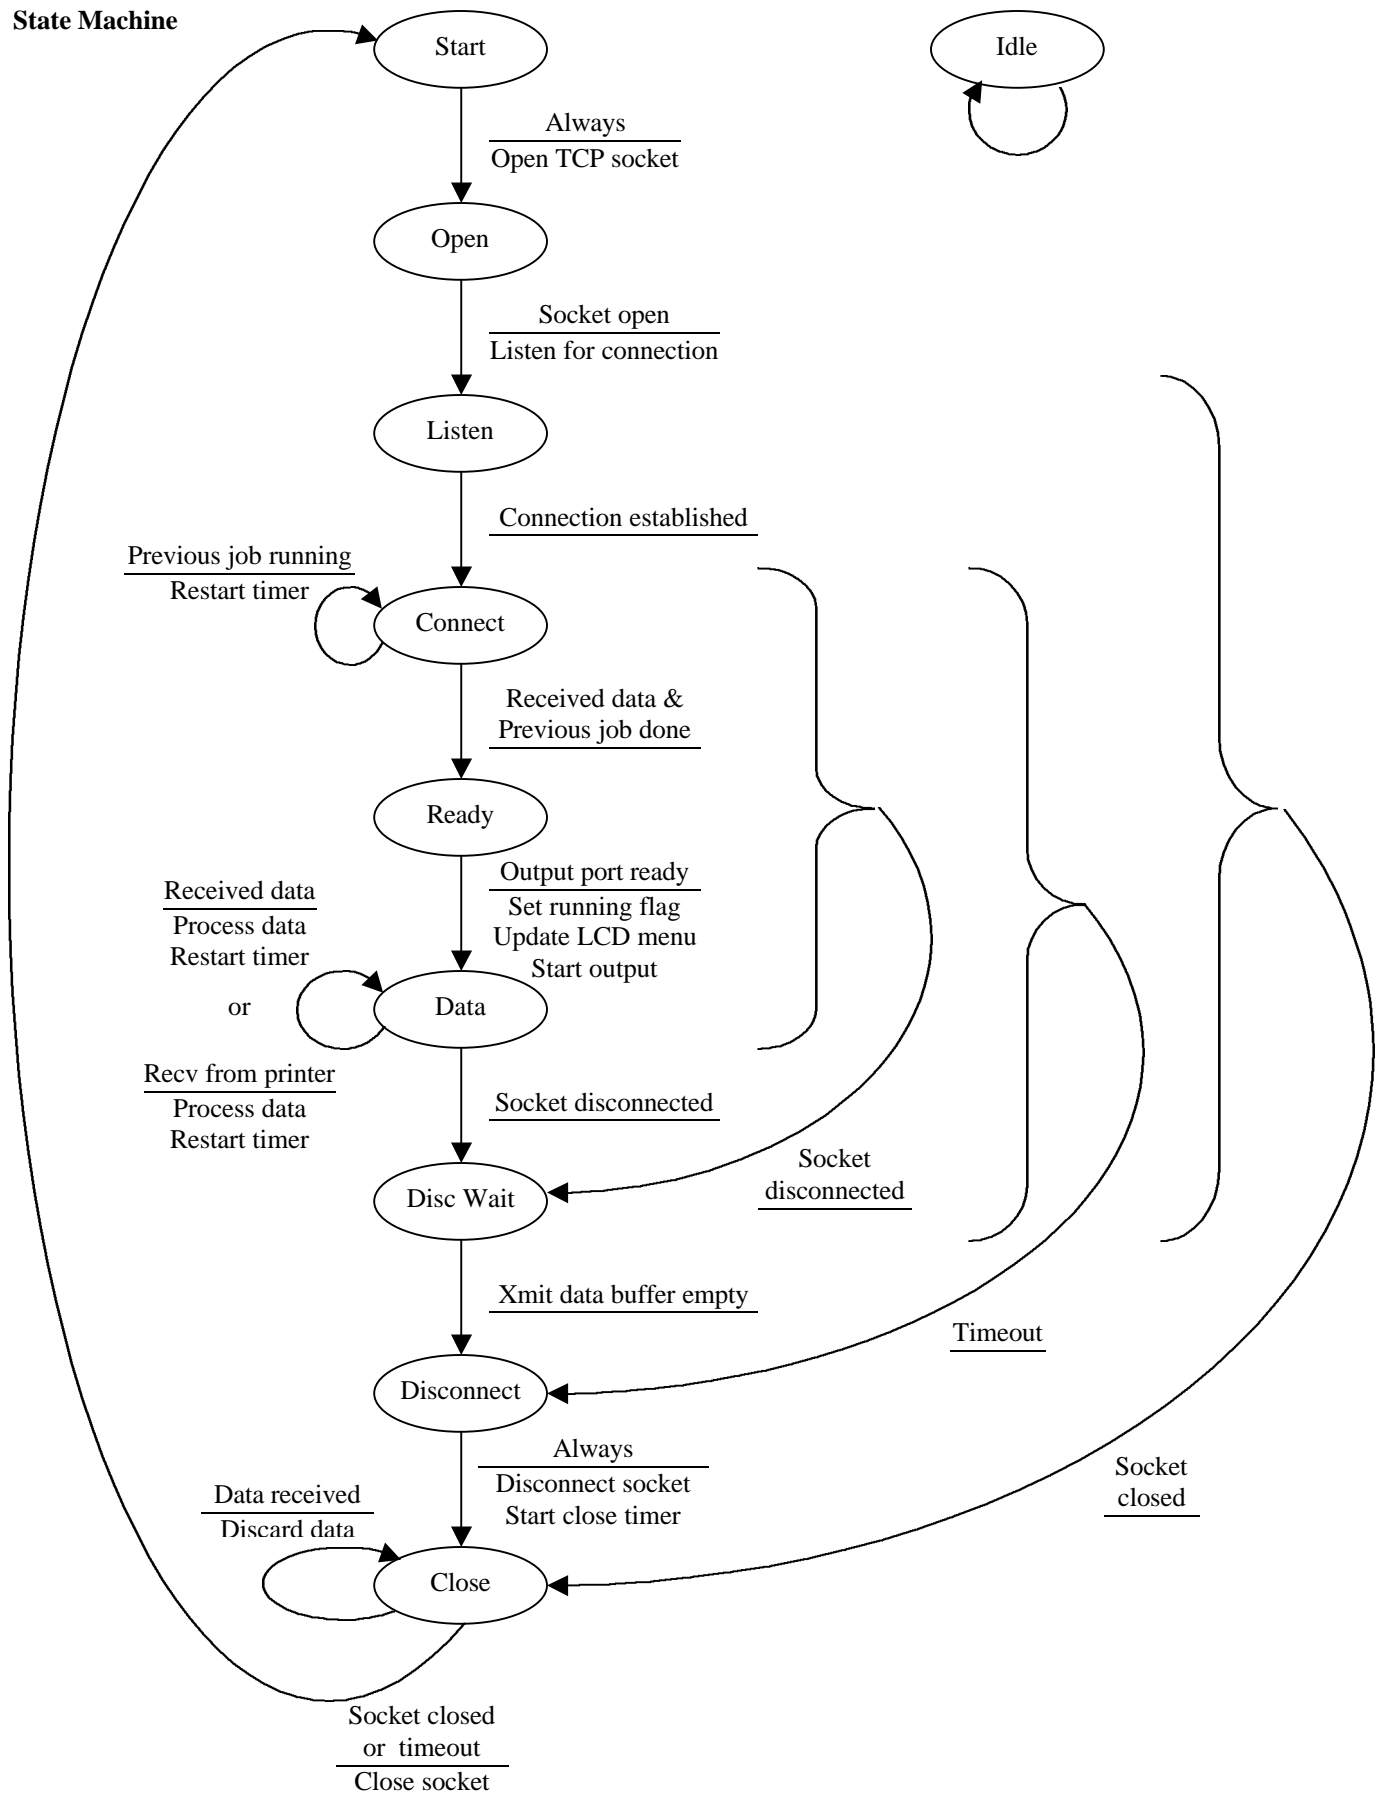 State Machine
Start
Idle
Always
Open TCP socket
Open
Socket open
Listen for connection
Listen
Connection established
Previous job running
Restart timer
Connect
Received data &
Previous job done
Ready
Output port ready
Set running flag
Update LCD menu
Start output
Received data
Process data
Restart timer
or
Recv from printer
Process data
Restart timer
Data
Socket disconnected
Socket
disconnected
Disc Wait
Xmit data buffer empty
Timeout
Disconnect
Always
Disconnect socket
Start close timer
Socket
closed
Data received
Discard data
Close
Socket closed
or timeout
Close socket